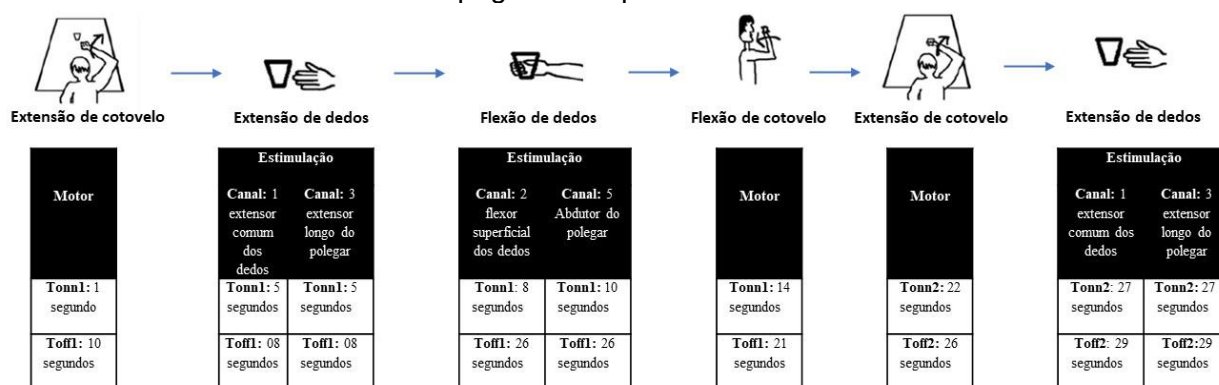 Extensão de cotovelo
Extensão de dedos
Flexão de dedos
Flexão de cotovelo
Extensão de cotovelo
Extensão de dedos
Motor
Tonn1: 1
segundo
Toff1: 10
segundos
Estimulação
Canal: 1
extensor
comum
dos
dedos
Canal: 3
extensor
longo do
polegar
Tonn1: 5
segundos
Tonn1: 5
segundos
Toff1: 08
segundos
Toff1: 08
segundos
Estimulação
Canal: 2
flexor
superficial
dos dedos
Canal: 5
Abdutor do
polegar
Tonn1: 8
segundos
Tonn1: 10
segundos
Toff1: 26
segundos
Toff1: 26
segundos
Motor
Tonn1: 14
segundos
Toff1: 21
segundos
Motor
Tonn2: 22
segundos
Toff2: 26
segundos
Estimulação
Canal: 1
extensor
comum dos
dedos
Canal: 3
extensor
longo do
polegar
Tonn2: 27
segundos
Tonn2: 27
segundos
Toff2: 29
segundos
Toff2:29
segundos